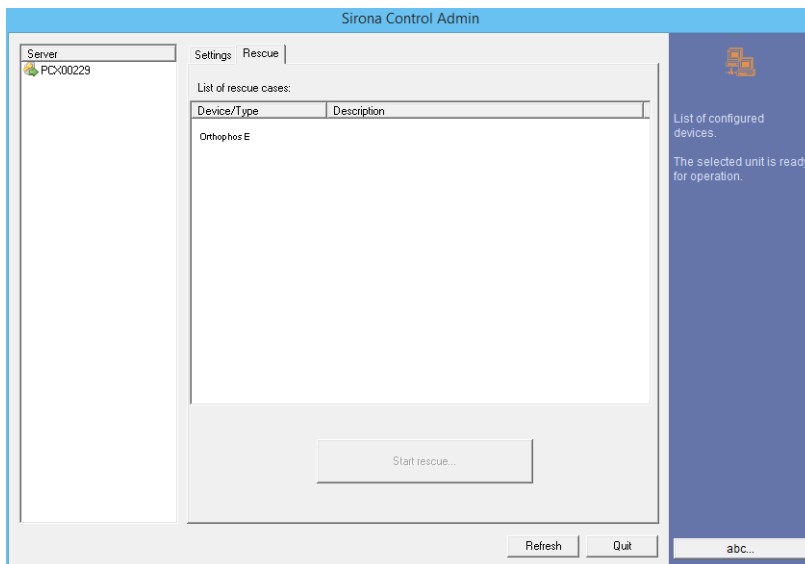 Sirona Control Admin
Server
PCX00229
Settings
Rescue
List of rescue cases:
Device/Type
Description
Orthophos E
Start rescue...
Refresh
Quit
List of configured
devices.
The selected unit is ready
for operation.
abc...